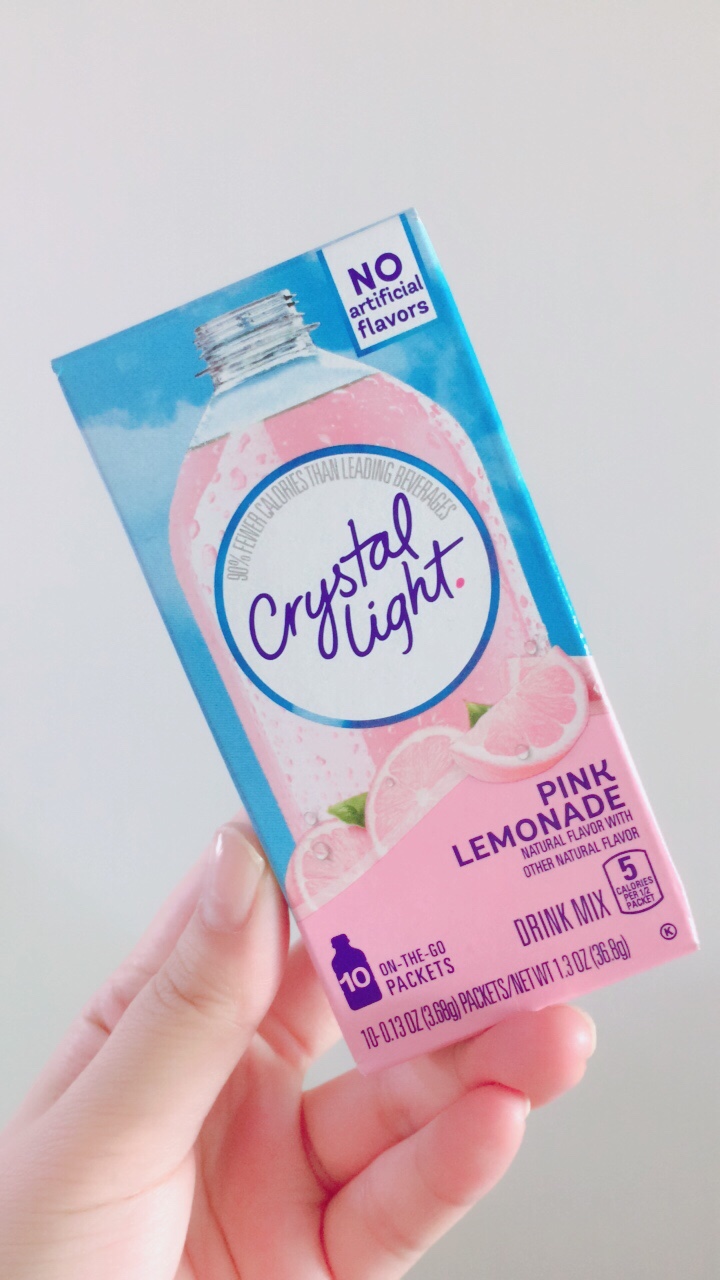 NO
artificial
flavors
90% FEWER CALORIES THAN LEADING BEVERAGES
Crystal
Light.
PINK
LEMONADE
NATURAL FLAVOR WITH
OTHER NATURAL FLAVOR
5
CALORIES
PER 1/2
PACKET
DRINK MIX
10
ON-THE-GO
PACKETS
K
10-0.13 OZ (3.68g) PACKETS/NET WT 1.3 OZ (36.8g)